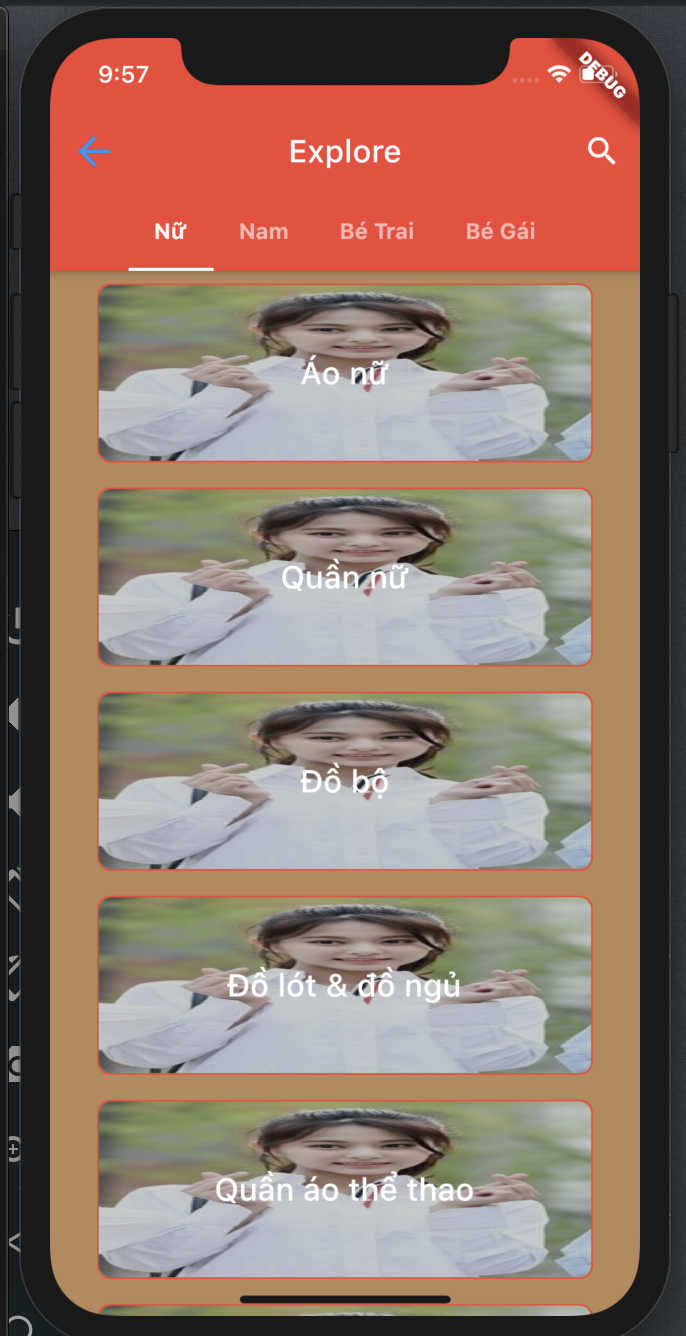 9:57
DEBUG
Explore
Nữ Nam Bé Trai Bé Gái
Áo nữ
Quần nữ
Đồ bộ
Đồ lót & đồ ngủ
Quần áo thể thao